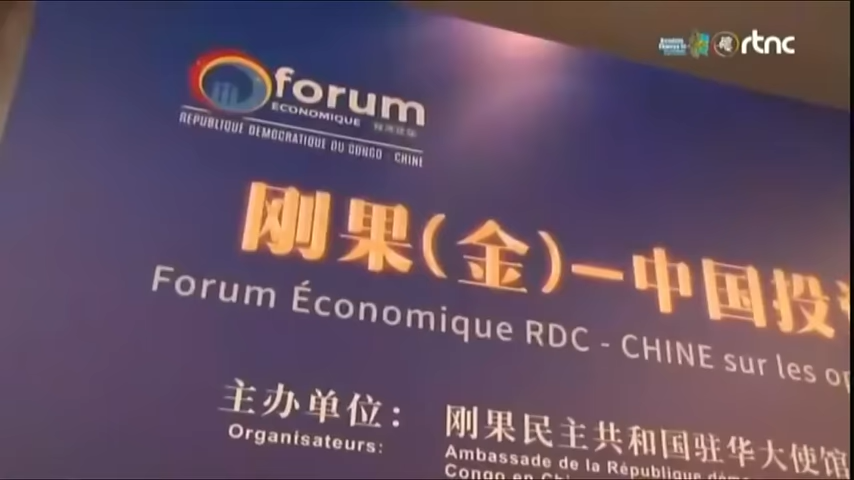 rtnc
forum
ECONOMIQUE
REPUBLIQUE DEMOCRATIQUE DU CONGO - CHINE
刚果(金)–中国投
Forum Économique RDC - CHINE sur les
主办单位:
刚果民主共和国驻华大使馆
Organisateurs:
Ambassade de la République
Congo en